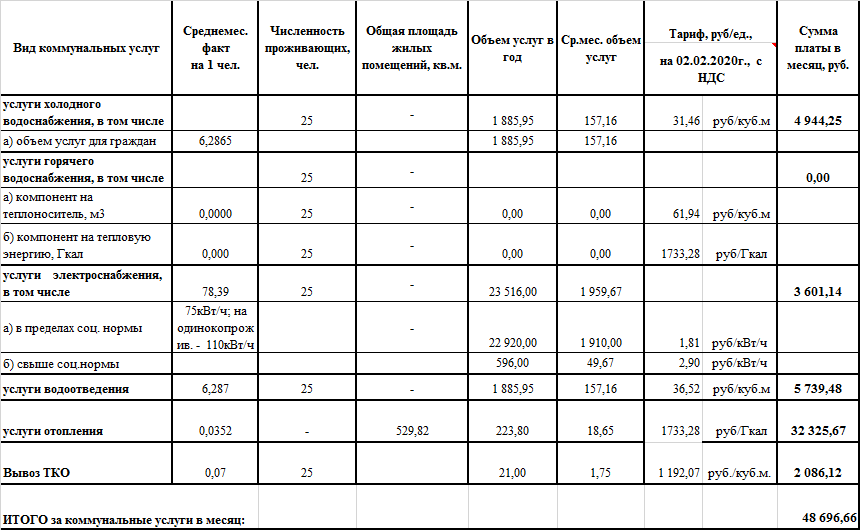 Вид коммунальных услуг
Среднемес. факт на 1 чел.
Численность проживающих, чел.
Общая площадь жилых помещений, кв.м.
Объем услуг в год
Ср.мес. объем услуг
Тариф, руб/ед.,
на 02.02.2020г., с НДС
Сумма платы в месяц, руб.
услуги холодного
водоснабжения, в том числе 25 - 1 885,95 157,16 31,46 руб/куб.м 4 944,25
а) объем услуг для граждан 6,2865 1 885,95 157,16
услуги горячего
водоснабжения, в том числе 25 - 0,00
а) компонент на
теплоноситель, м3 0,0000 25 - 0,00 0,00 61,94 руб/куб.м
б) компонент на тепловую
энергию, Гкал 0,000 25 - 0,00 0,00 1733,28 руб/Гкал
услуги электроснабжения,
в том числе 78,39 25 - 23 516,00 1 959,67 3 601,14
75кВт/ч; на
а) в пределах соц. нормы одинокопрож -
ив. - 110кВт/ч 22 920,00 1 910,00 1,81 руб/кВт/ч
б) свыше соц.нормы 596,00 49,67 2,90 руб/кВт/ч
услуги водоотведения 6,287 25 - 1 885,95 157,16 36,52 руб/куб.м 5 739,48
услуги отопления 0,0352 - 529,82 223,80 18,65 1733,28 руб/Гкал 32 325,67
Вывоз ТКО 0,07 25 21,00 1,75 1 192,07 руб./куб.м. 2 086,12
ИТОГО за коммунальные услуги в месяц: 48 696,66